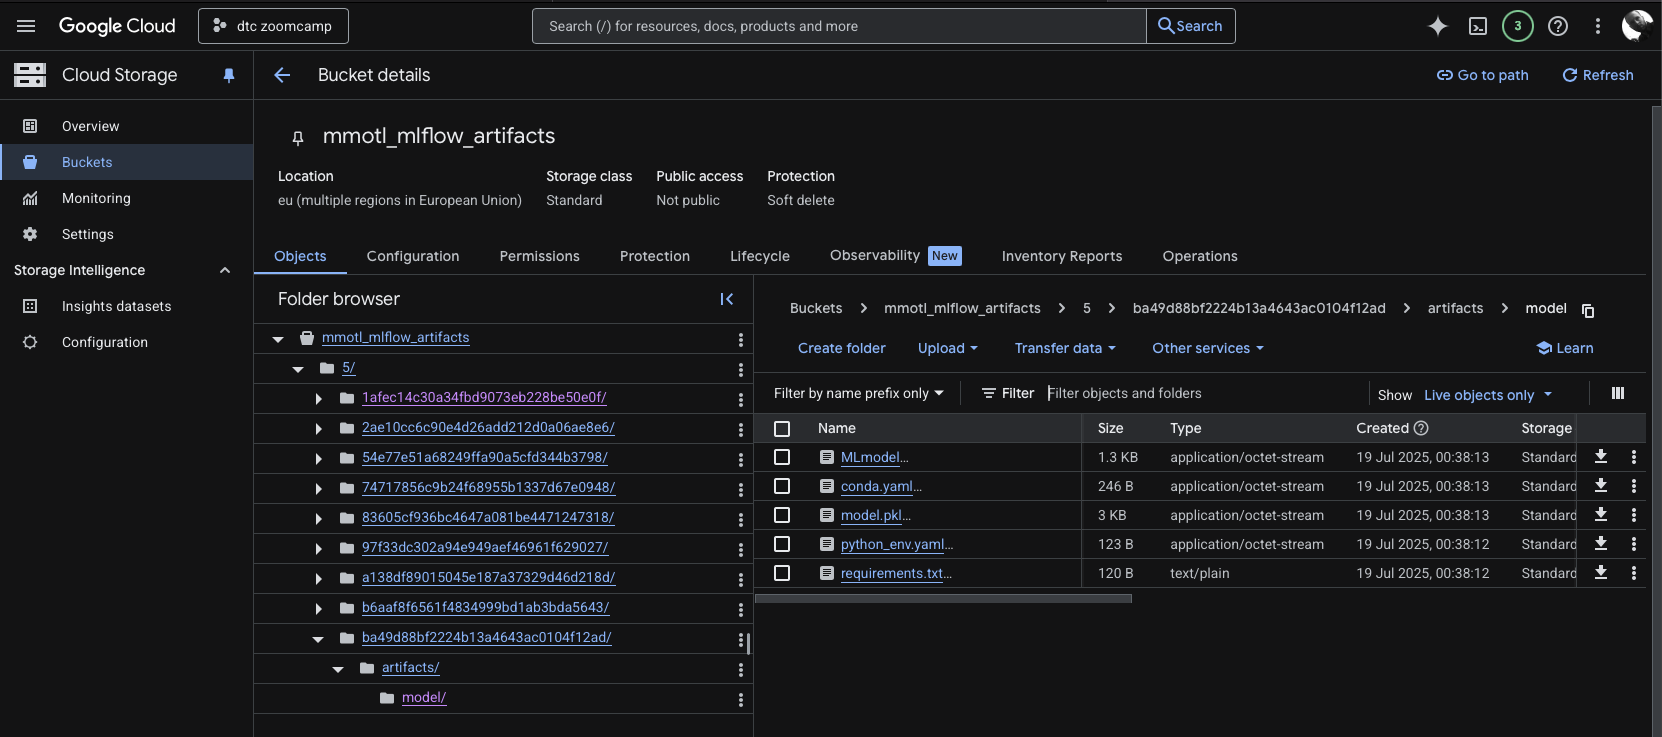 Google Cloud
dtc zoomcamp
Search (/) for resources, docs, products and more
Search
3
Cloud Storage
Bucket details
Go to path
Refresh
Overview
Buckets
Monitoring
Settings
Storage Intelligence
Insights datasets
Configuration
mmotl_mlflow_artifacts
Location
Storage class
Public access
Protection
eu (multiple regions in European Union)
Standard
Not public
Soft delete
Objects
Configuration
Permissions
Protection
Lifecycle
Observability New
Inventory Reports
Operations
Folder browser
mmotl_mlflow_artifacts
5/
1afec14c30a34fbd9073eb228be50e0f/
2ae10cc6c90e4d26add212d0a06ae8e6/
54e77e51a68249ffa90a5cfd344b3798/
74717856c9b24f68955b1337d67e0948/
83605cf936bc4647a081be4471247318/
97f33dc302a94e949aef46961f629027/
a138df89015045e187a37329d46d218d/
b6aaf8f6561f4834999bd1ab3bda5643/
ba49d88bf2224b13a4643ac0104f12ad/
artifacts/
model/
Buckets > mmotl_mlflow_artifacts > 5 > ba49d88bf2224b13a4643ac0104f12ad > artifacts > model
Create folder
Upload
Transfer data
Other services
Learn
Filter by name prefix only
Filter
Filter objects and folders
Show
Live objects only
Name Size Type Created Storage
MLmodel… 1.3 KB application/octet-stream 19 Jul 2025, 00:38:13 Standard
conda.yaml… 246 B application/octet-stream 19 Jul 2025, 00:38:13 Standard
model.pkl… 3 KB application/octet-stream 19 Jul 2025, 00:38:13 Standard
python_env.yaml… 123 B application/octet-stream 19 Jul 2025, 00:38:12 Standard
requirements.txt… 120 B text/plain 19 Jul 2025, 00:38:12 Standard